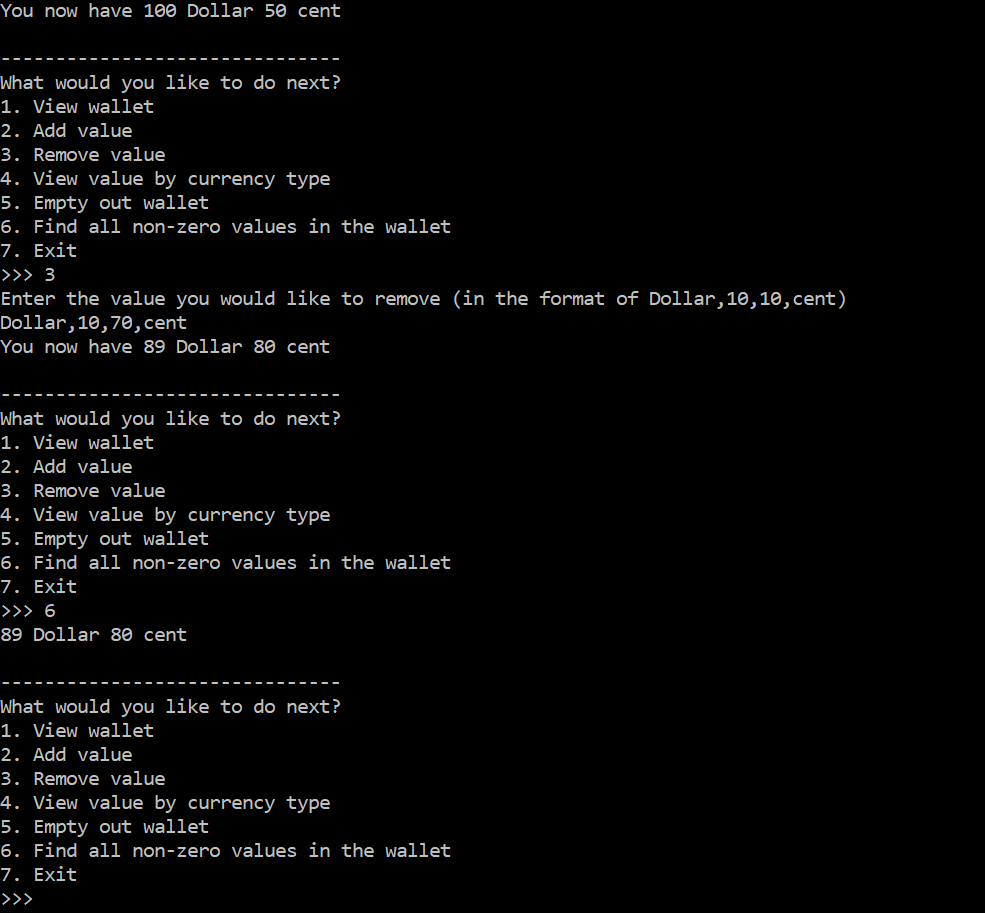 You now have 100 Dollar 50 cent
-------------------------------
What would you like to do next?
1. View wallet
2. Add value
3. Remove value
4. View value by currency type
5. Empty out wallet
6. Find all non-zero values in the wallet
7. Exit
>>> 3
Enter the value you would like to remove (in the format of Dollar,10,10,cent)
Dollar,10,70,cent
You now have 89 Dollar 80 cent
-------------------------------
What would you like to do next?
1. View wallet
2. Add value
3. Remove value
4. View value by currency type
5. Empty out wallet
6. Find all non-zero values in the wallet
7. Exit
>>> 6
89 Dollar 80 cent
-------------------------------
What would you like to do next?
1. View wallet
2. Add value
3. Remove value
4. View value by currency type
5. Empty out wallet
6. Find all non-zero values in the wallet
7. Exit
>>>